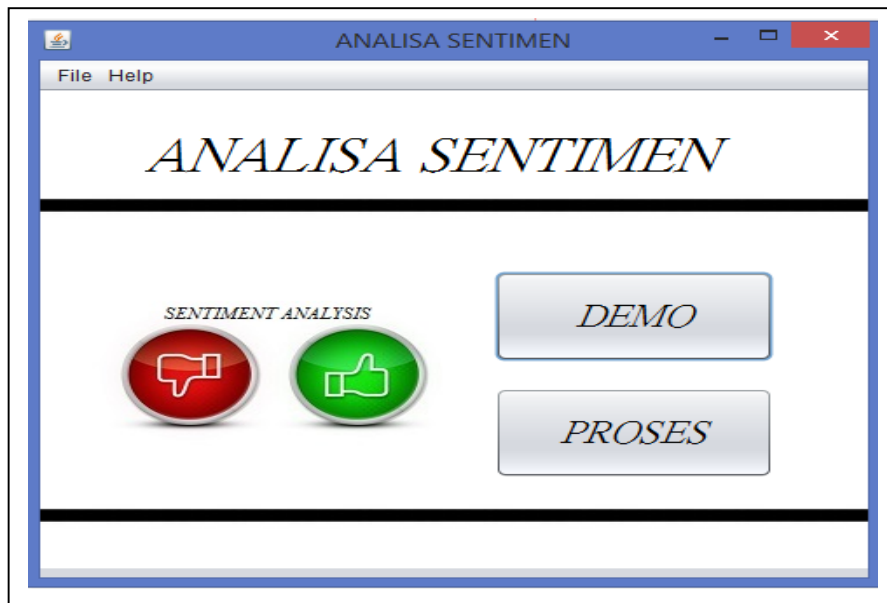 ANALISA SENTIMEN
File Help
ANALISA SENTIMEN
SENTIMENT ANALYSIS
DEMO
PROSES